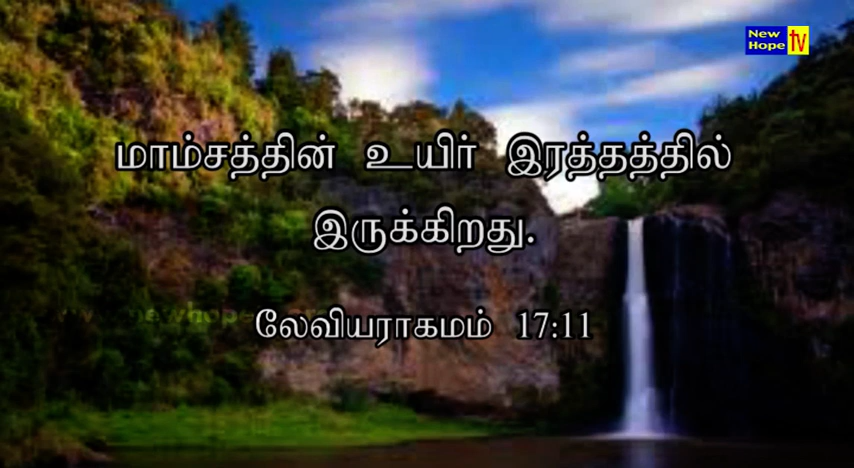 New
Hope tv
மாம்சத்தின் உயிர் இரத்தத்தில்
இருக்கிறது.
லேவியராகமம் 17:11